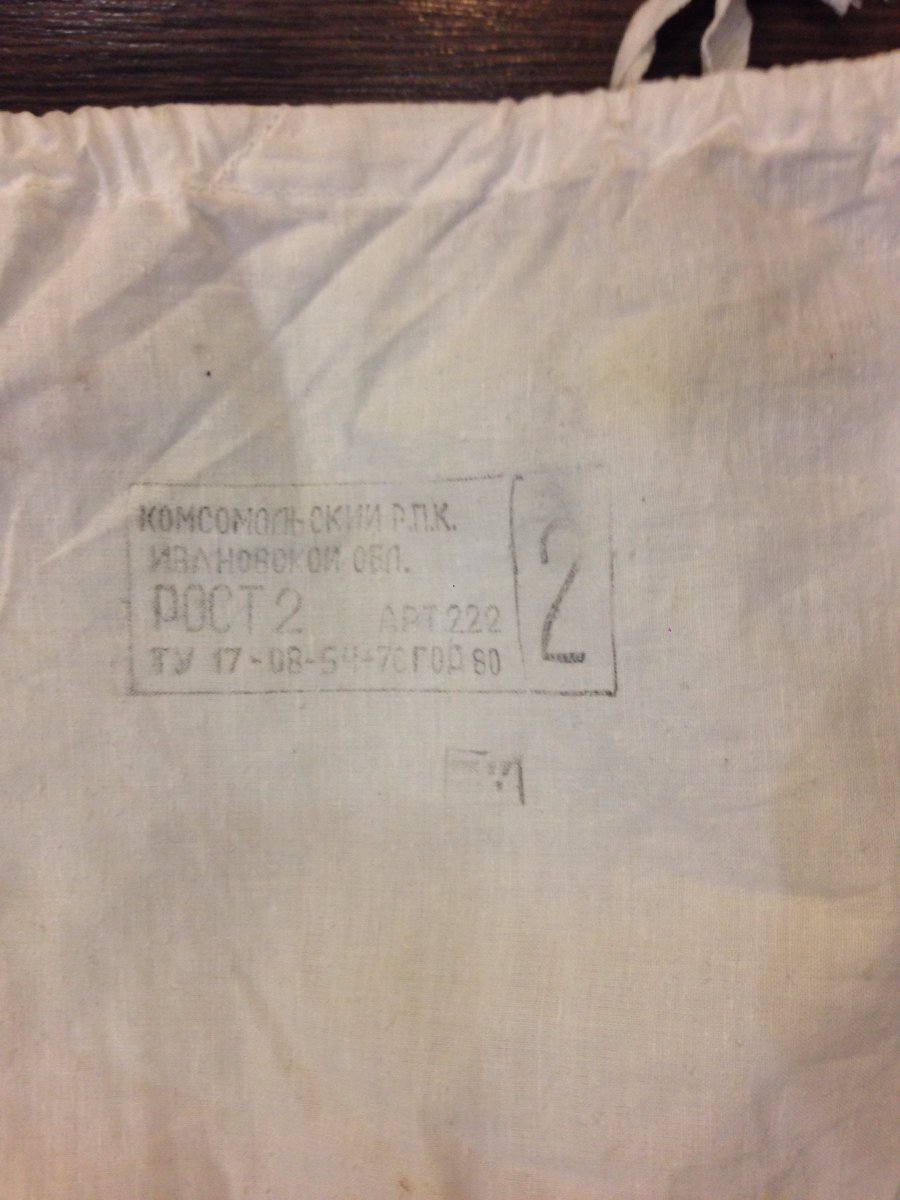 КОМСОМОЛЬСКИЙ Р.П.К.
ИВАНОВСКОЙ ОБЛ.
РОСТ 2 АРТ.222
ТУ 17-08-54-76 ГОД 80
2